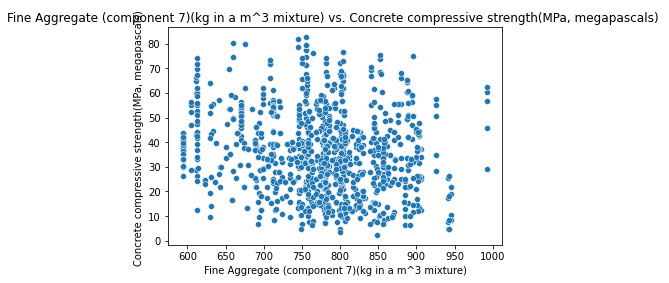 Fine Aggregate (component 7)(kg in a m^3 mixture) vs. Concrete compressive strength(MPa, megapascals)
Concrete compressive strength(MPa, megapascals)
80
70
60
50
40
30
20
10
0
600 650 700 750 800 850 900 950 1000
Fine Aggregate (component 7)(kg in a m^3 mixture)